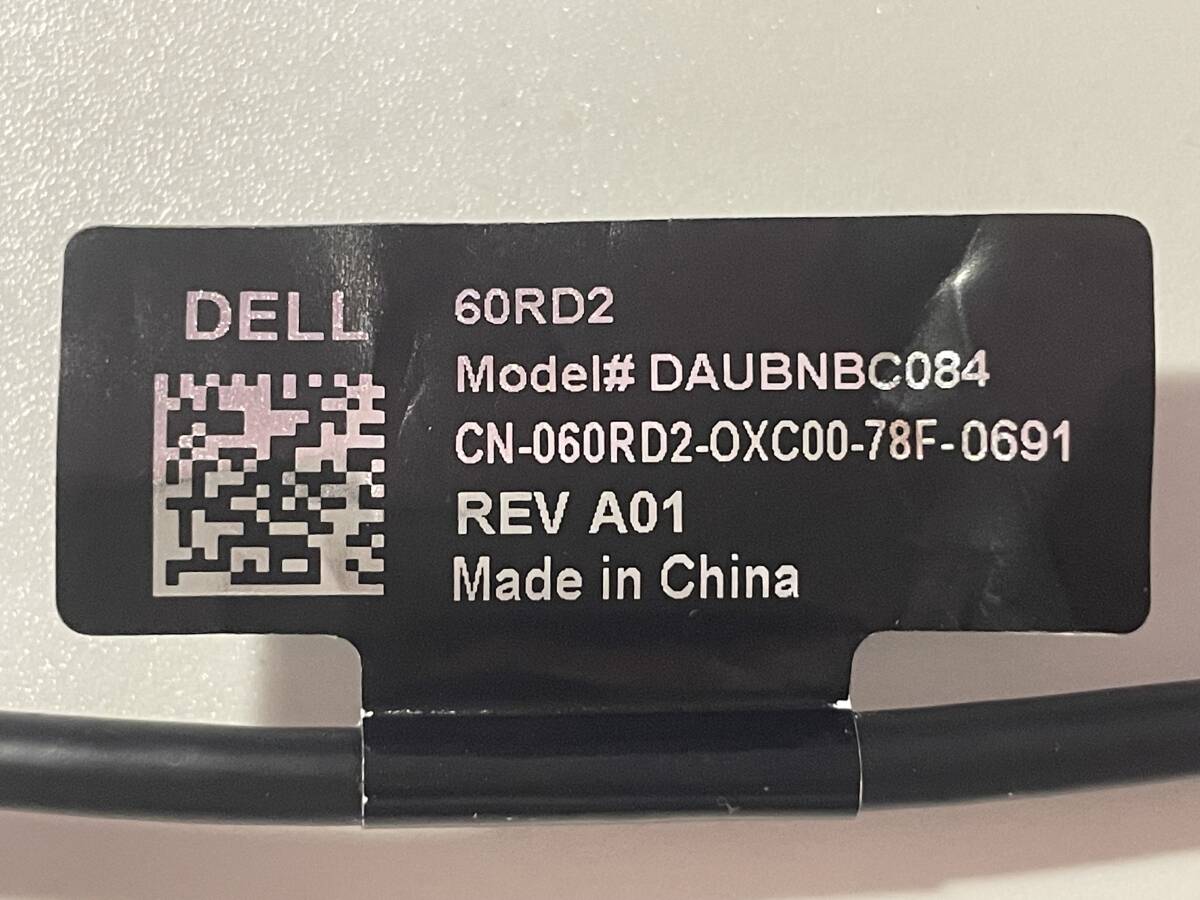 DELL
60RD2
Model# DAUBNBC084
CN-060RD2-OXC00-78F-0691
REV A01
Made in China